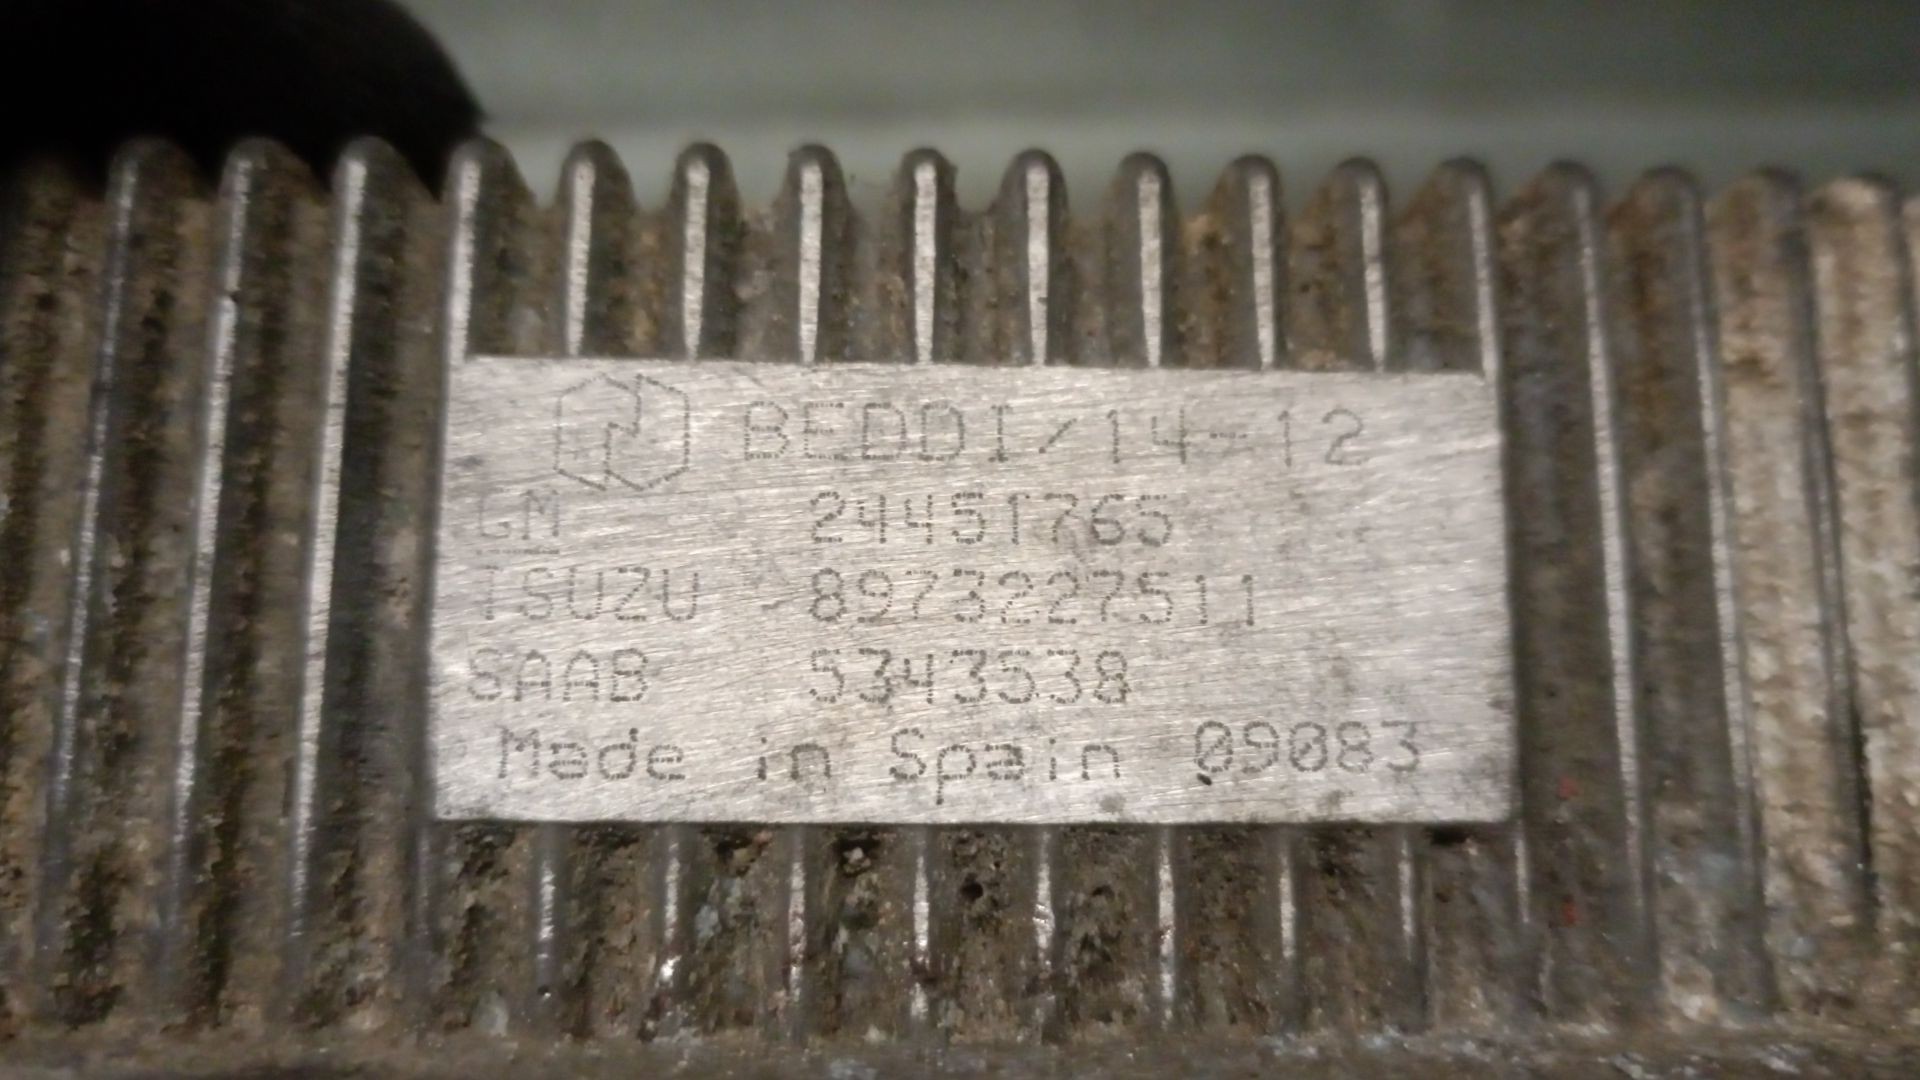 BEDDI/14-12
GM 24451765
ISUZU 8973227511
SAAB 5343538
Made in Spain 09083